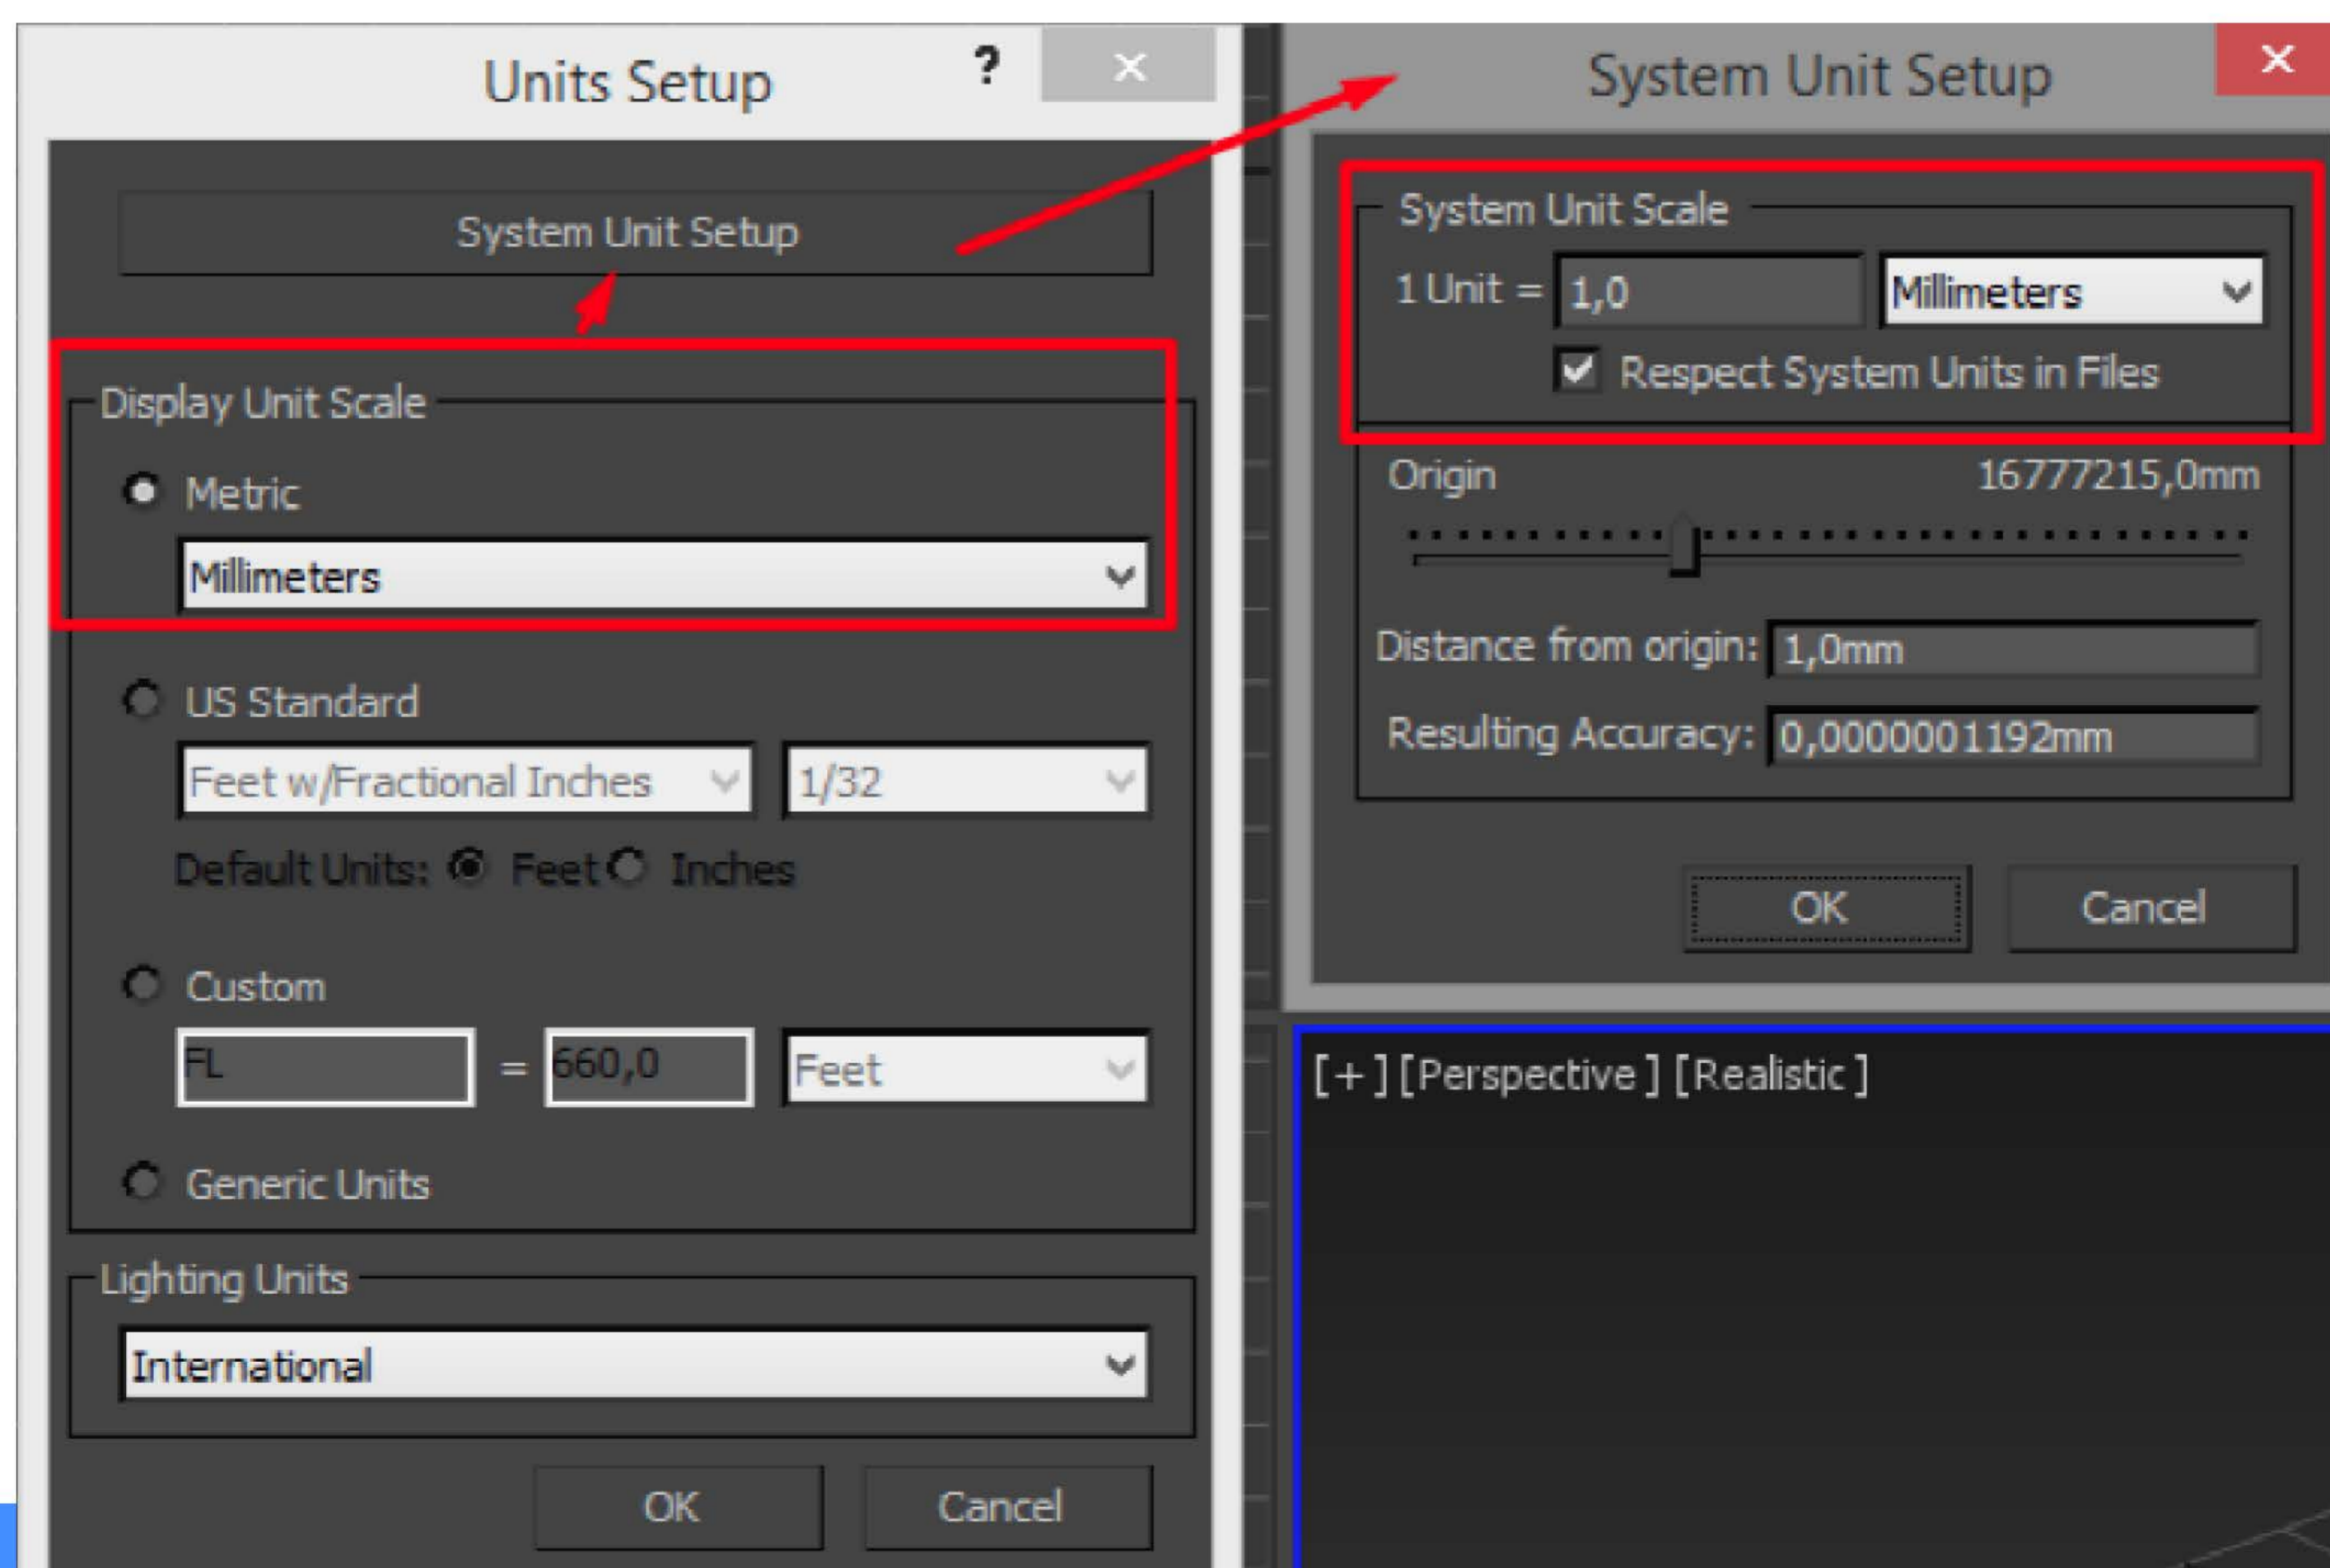 Units Setup
?
×
System Unit Setup
Display Unit Scale
Metric
Millimeters
US Standard
Feet w/Fractional Inches
1/32
Default Units: Feet Inches
Custom
FL = 660,0 Feet
Generic Units
Lighting Units
International
OK Cancel
System Unit Setup
×
System Unit Scale
1 Unit = 1,0 Millimeters
Respect System Units in Files
Origin 16777215,0mm
Distance from origin: 1,0mm
Resulting Accuracy: 0,0000001192mm
OK Cancel
[+][Perspective][Realistic]